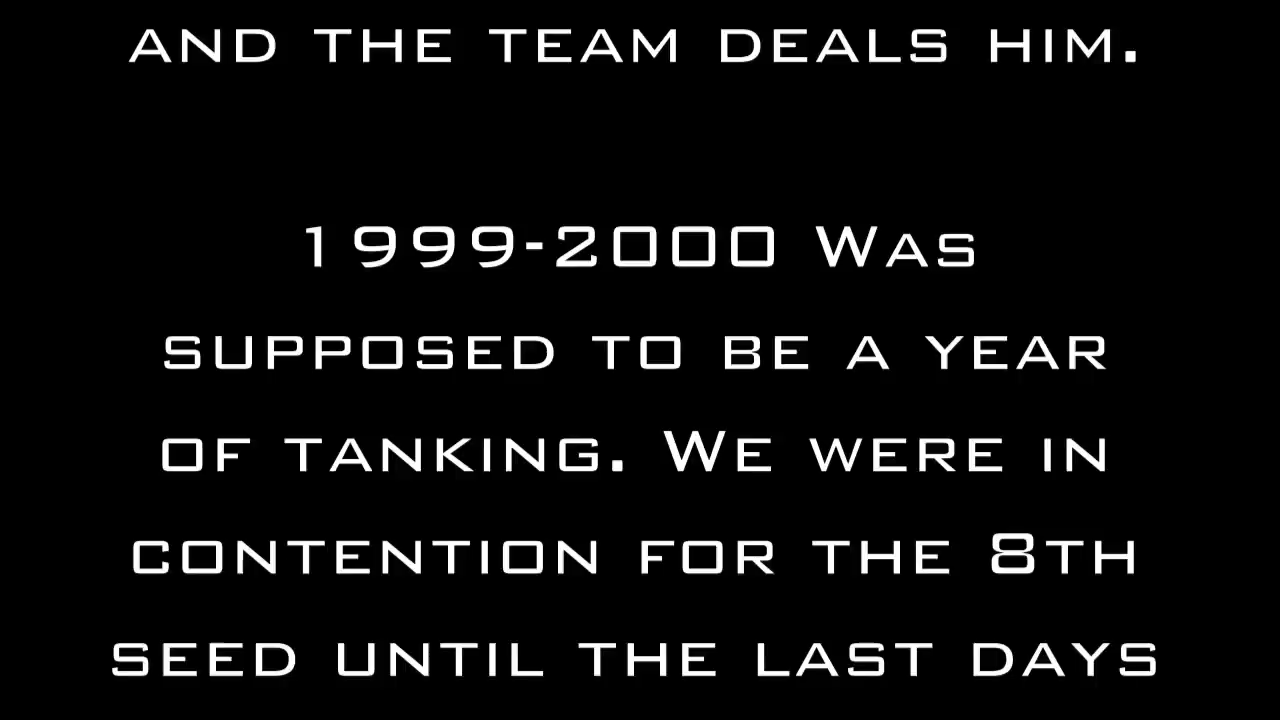 AND THE TEAM DEALS HIM.
1999-2000 WAS
SUPPOSED TO BE A YEAR
OF TANKING. WE WERE IN
CONTENTION FOR THE 8TH
SEED UNTIL THE LAST DAYS